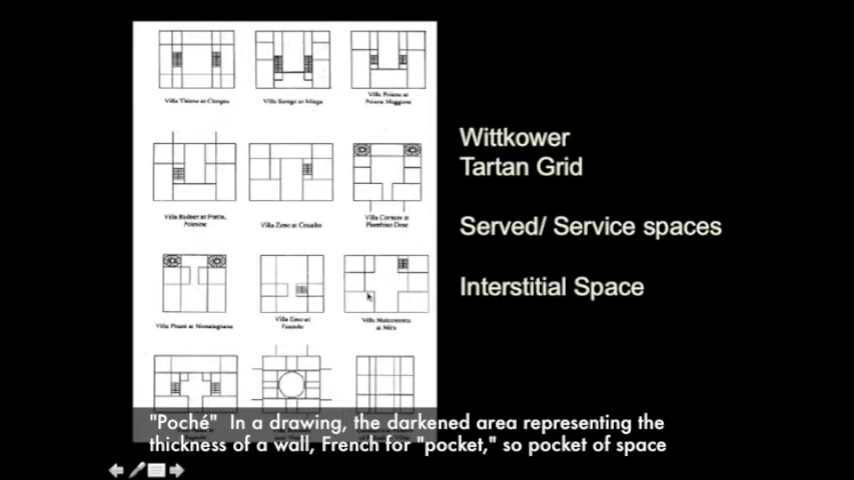 Villa Thiene at Cicogna
Villa Sarego at Miega
Villa Poiana at
Poiana Maggiore
Villa Badoer at Fratta,
Polesine
Villa Zeno at Cessalto
Villa Cornaro at
Piombino Dese
Villa Pisani at Montagnana
Villa Emo at
Fanzolo
Villa Malcontenta
at Mira
Wittkower
Tartan Grid
Served/ Service spaces
Interstitial Space
"Poché" In a drawing, the darkened area representing the
thickness of a wall, French for "pocket," so pocket of space